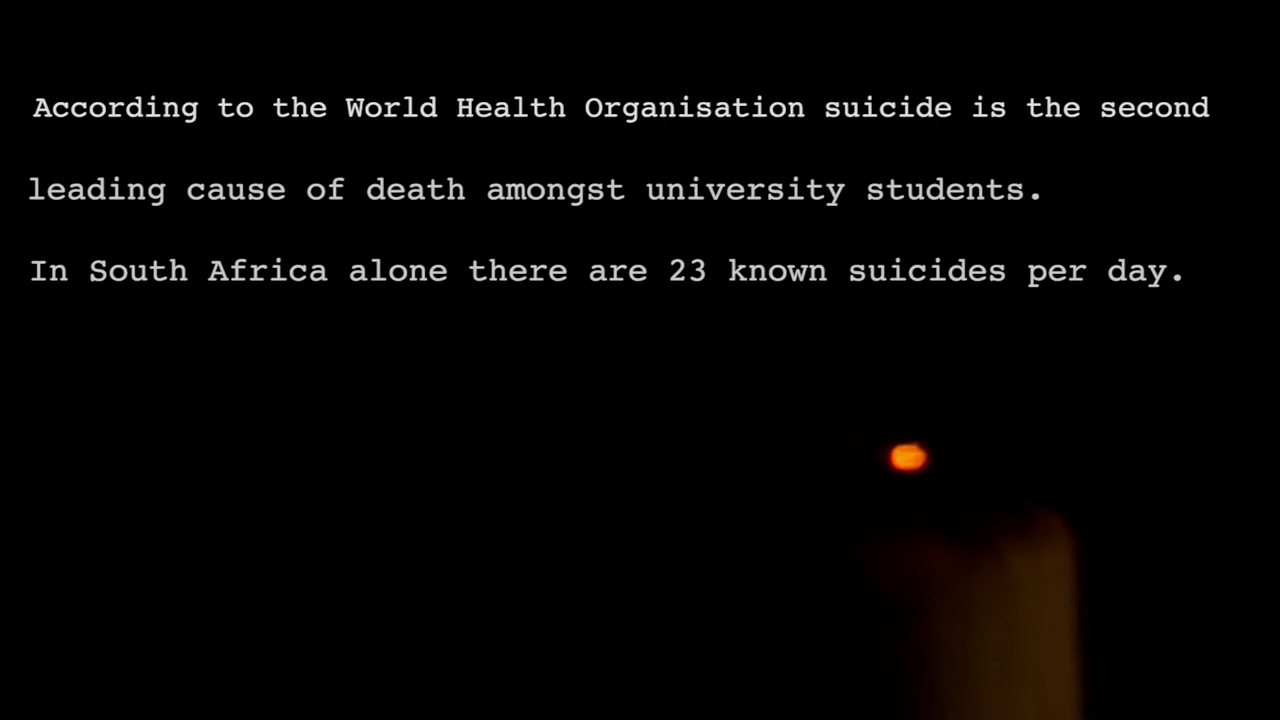 According to the World Health Organisation suicide is the second
leading cause of death amongst university students.
In South Africa alone there are 23 known suicides per day.